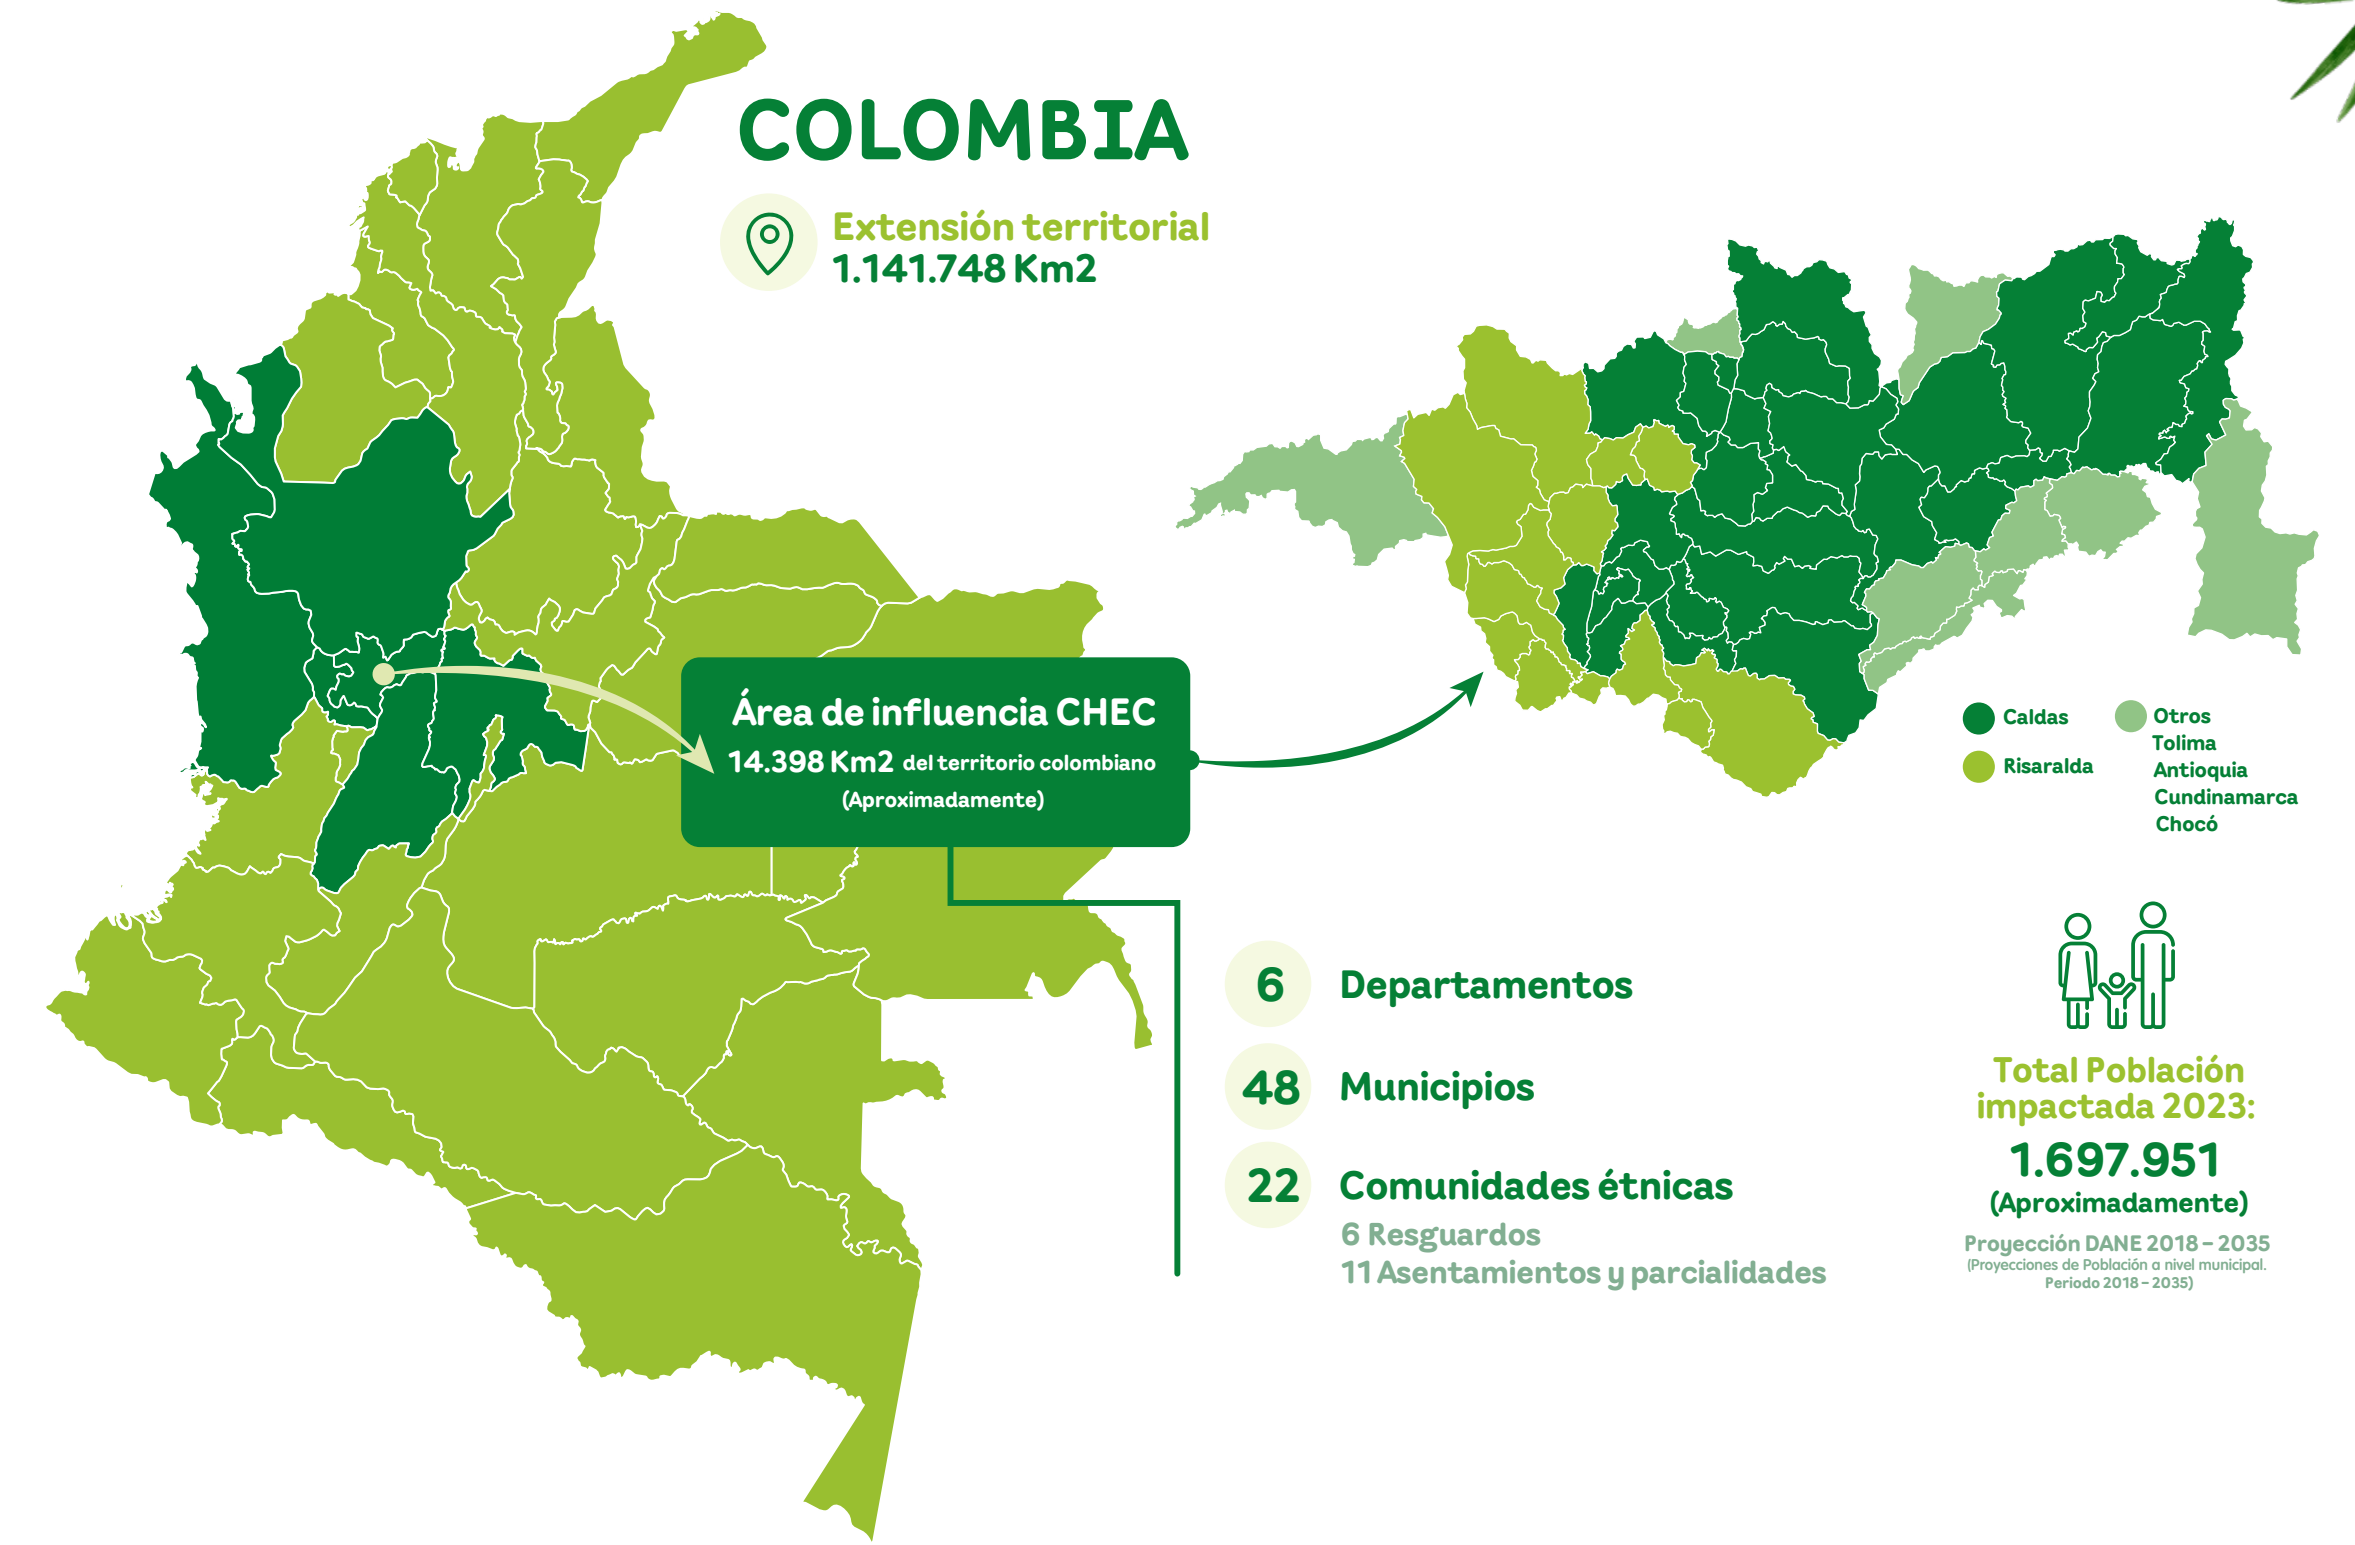 COLOMBIA
Extensión territorial
1.141.748 Km2
Área de influencia CHEC
14.398 Km2 del territorio colombiano
(Aproximadamente)
Caldas
Risaralda
Otros
Tolima
Antioquia
Cundinamarca
Chocó
6 Departamentos
48 Municipios
22 Comunidades étnicas
6 Resguardos
11 Asentamientos y parcialidades
Total Población
impactada 2023:
1.697.951
(Aproximadamente)
Proyección DANE 2018 – 2035
(Proyecciones de Población a nivel municipal.
Periodo 2018 – 2035)